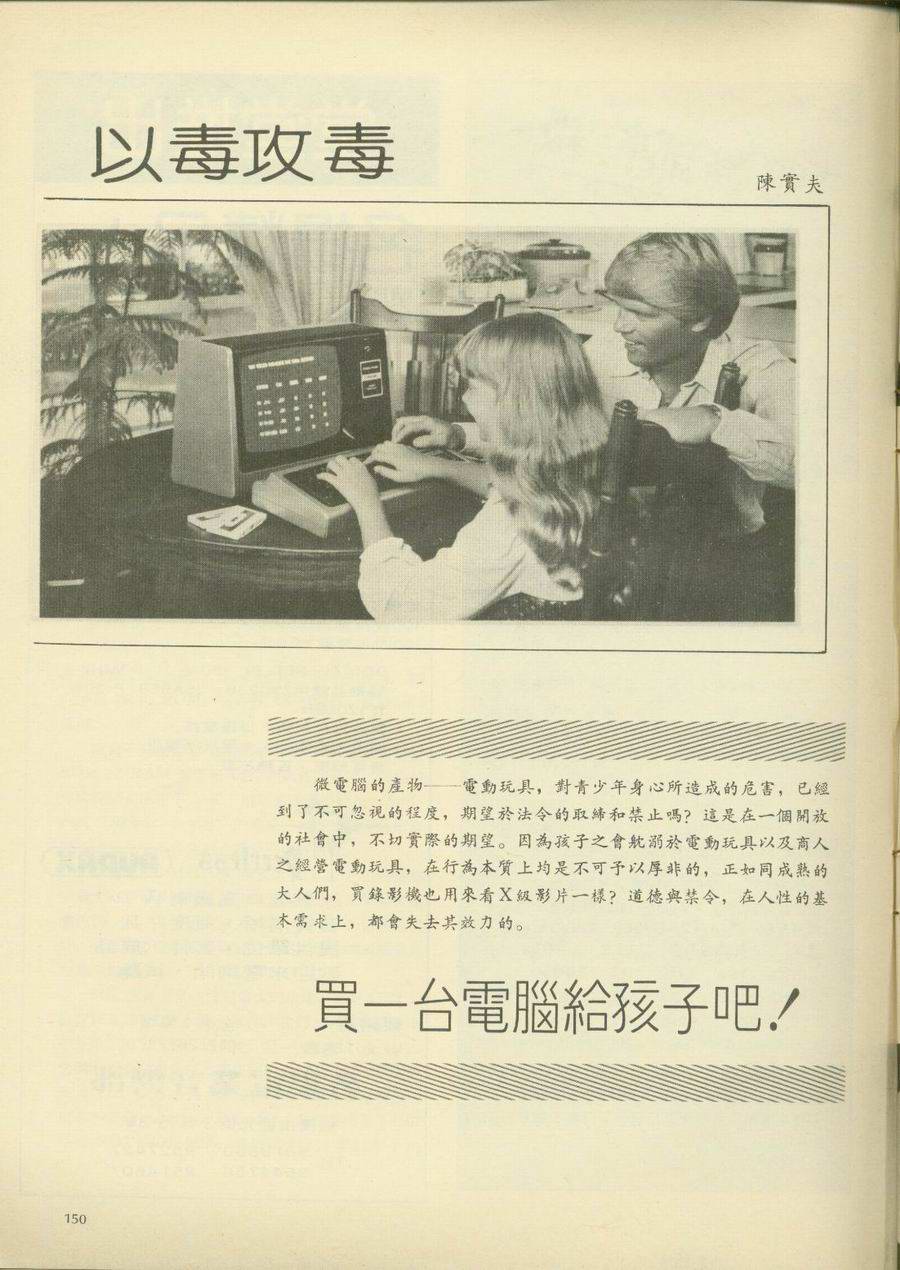 以毒攻毒
陳實夫
微電腦的產物——電動玩具，對青少年身心所造成的危害，已經
到了不可忽視的程度，期望於法令的取締和禁止嗎？這是在一個開放
的社會中，不切實際的期望。因為孩子之會躭溺於電動玩具以及商人
之經營電動玩具，在行為本質上均是不可予以厚非的，正如同成熟的
大人們，買錄影機也用來看X級影片一樣？道德與禁令，在人性的基
本需求上，都會失去其效力的。
買一台電腦給孩子吧！
150